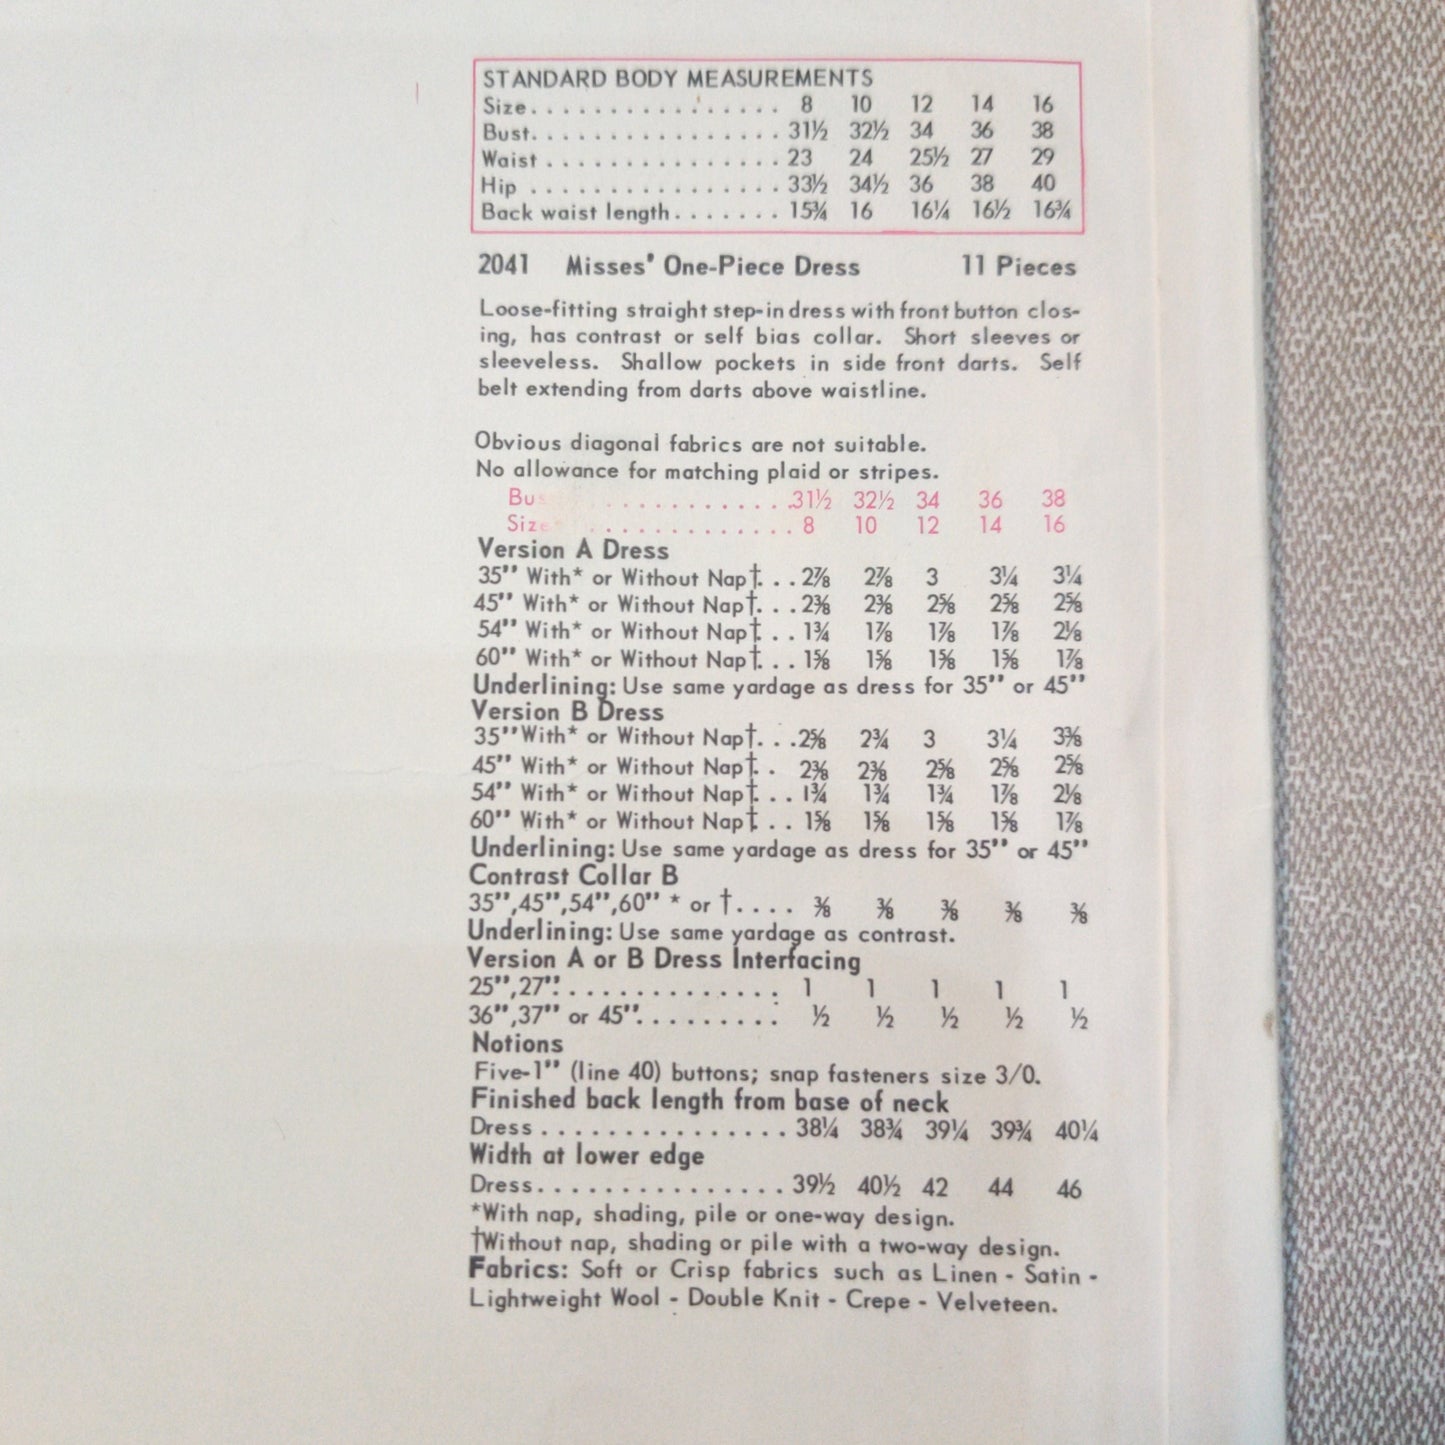 STANDARD BODY MEASUREMENTS
Size. . . . . . . . . . . . . . . . 8 10 12 14 16
Bust. . . . . . . . . . . . . . . . 31½ 32½ 34 36 38
Waist . . . . . . . . . . . . . . . 23 24 25½ 27 29
Hip . . . . . . . . . . . . . . . . 33½ 34½ 36 38 40
Back waist length. . . . . . . 15¾ 16 16¼ 16½ 16¾
2041 Misses' One-Piece Dress 11 Pieces
Loose-fitting straight step-in dress with front button clos-
ing, has contrast or self bias collar. Short sleeves or
sleeveless. Shallow pockets in side front darts. Self
belt extending from darts above waistline.
Obvious diagonal fabrics are not suitable.
No allowance for matching plaid or stripes.
Bus . . . . . . . . . . . . .31½ 32½ 34 36 38
Size . . . . . . . . . . . . . 8 10 12 14 16
Version A Dress
35'' With* or Without Nap†. . . 2⅞ 2⅞ 3 3¼ 3¼
45'' With* or Without Nap†. . . 2⅜ 2⅜ 2⅝ 2⅝ 2⅝
54'' With* or Without Nap†. . . 1¾ 1⅞ 1⅞ 1⅞ 2⅛
60'' With* or Without Nap†. . . 1⅝ 1⅝ 1⅝ 1⅝ 1⅞
Underlining: Use same yardage as dress for 35'' or 45''
Version B Dress
35''With* or Without Nap†. . .2⅝ 2¾ 3 3¼ 3⅜
45'' With* or Without Nap†. . 2⅜ 2⅜ 2⅝ 2⅝ 2⅝
54'' With* or Without Nap†. . . 1¾ 1¾ 1¾ 1⅞ 2⅛
60'' With* or Without Nap†. . . 1⅝ 1⅝ 1⅝ 1⅝ 1⅞
Underlining: Use same yardage as dress for 35'' or 45''
Contrast Collar B
35'',45'',54'',60'' * or †. . . . ⅜ ⅜ ⅜ ⅜ ⅜
Underlining: Use same yardage as contrast.
Version A or B Dress Interfacing
25'',27''. . . . . . . . . . . . . . 1 1 1 1 1
36'',37'' or 45''. . . . . . . . . ½ ½ ½ ½ ½
Notions
Five-1'' (line 40) buttons; snap fasteners size 3/0.
Finished back length from base of neck
Dress . . . . . . . . . . . . . . . 38¼ 38¾ 39¼ 39¾ 40¼
Width at lower edge
Dress. . . . . . . . . . . . . . . 39½ 40½ 42 44 46
*With nap, shading, pile or one-way design.
†Without nap, shading or pile with a two-way design.
Fabrics: Soft or Crisp fabrics such as Linen - Satin -
Lightweight Wool - Double Knit - Crepe - Velveteen.